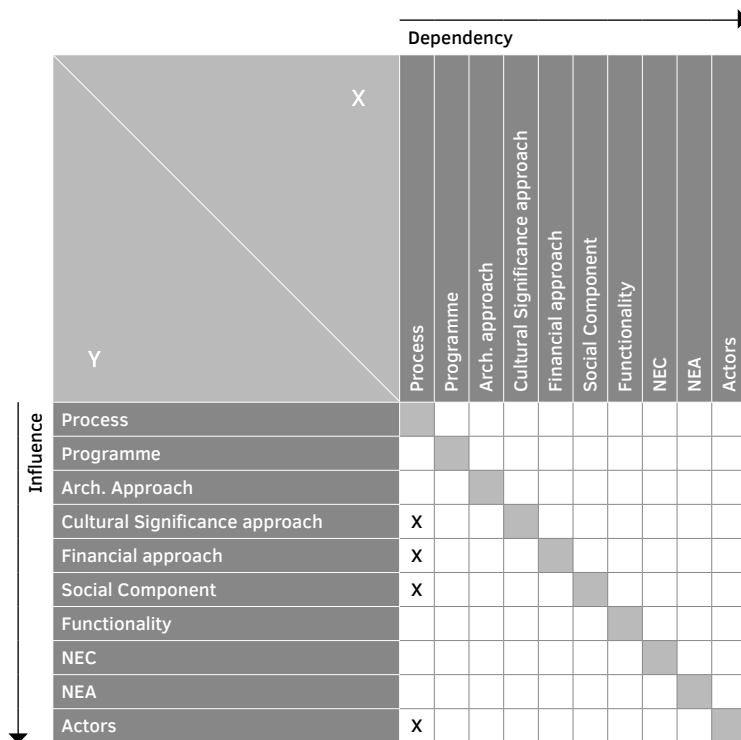 Dependency
X
Y
Process
Programme
Arch. approach
Cultural Significance approach
Financial approach
Social Component
Functionality
NEC
NEA
Actors
Influence
Process
Programme
Arch. Approach
Cultural Significance approach X
Financial approach X
Social Component X
Functionality
NEC
NEA
Actors X